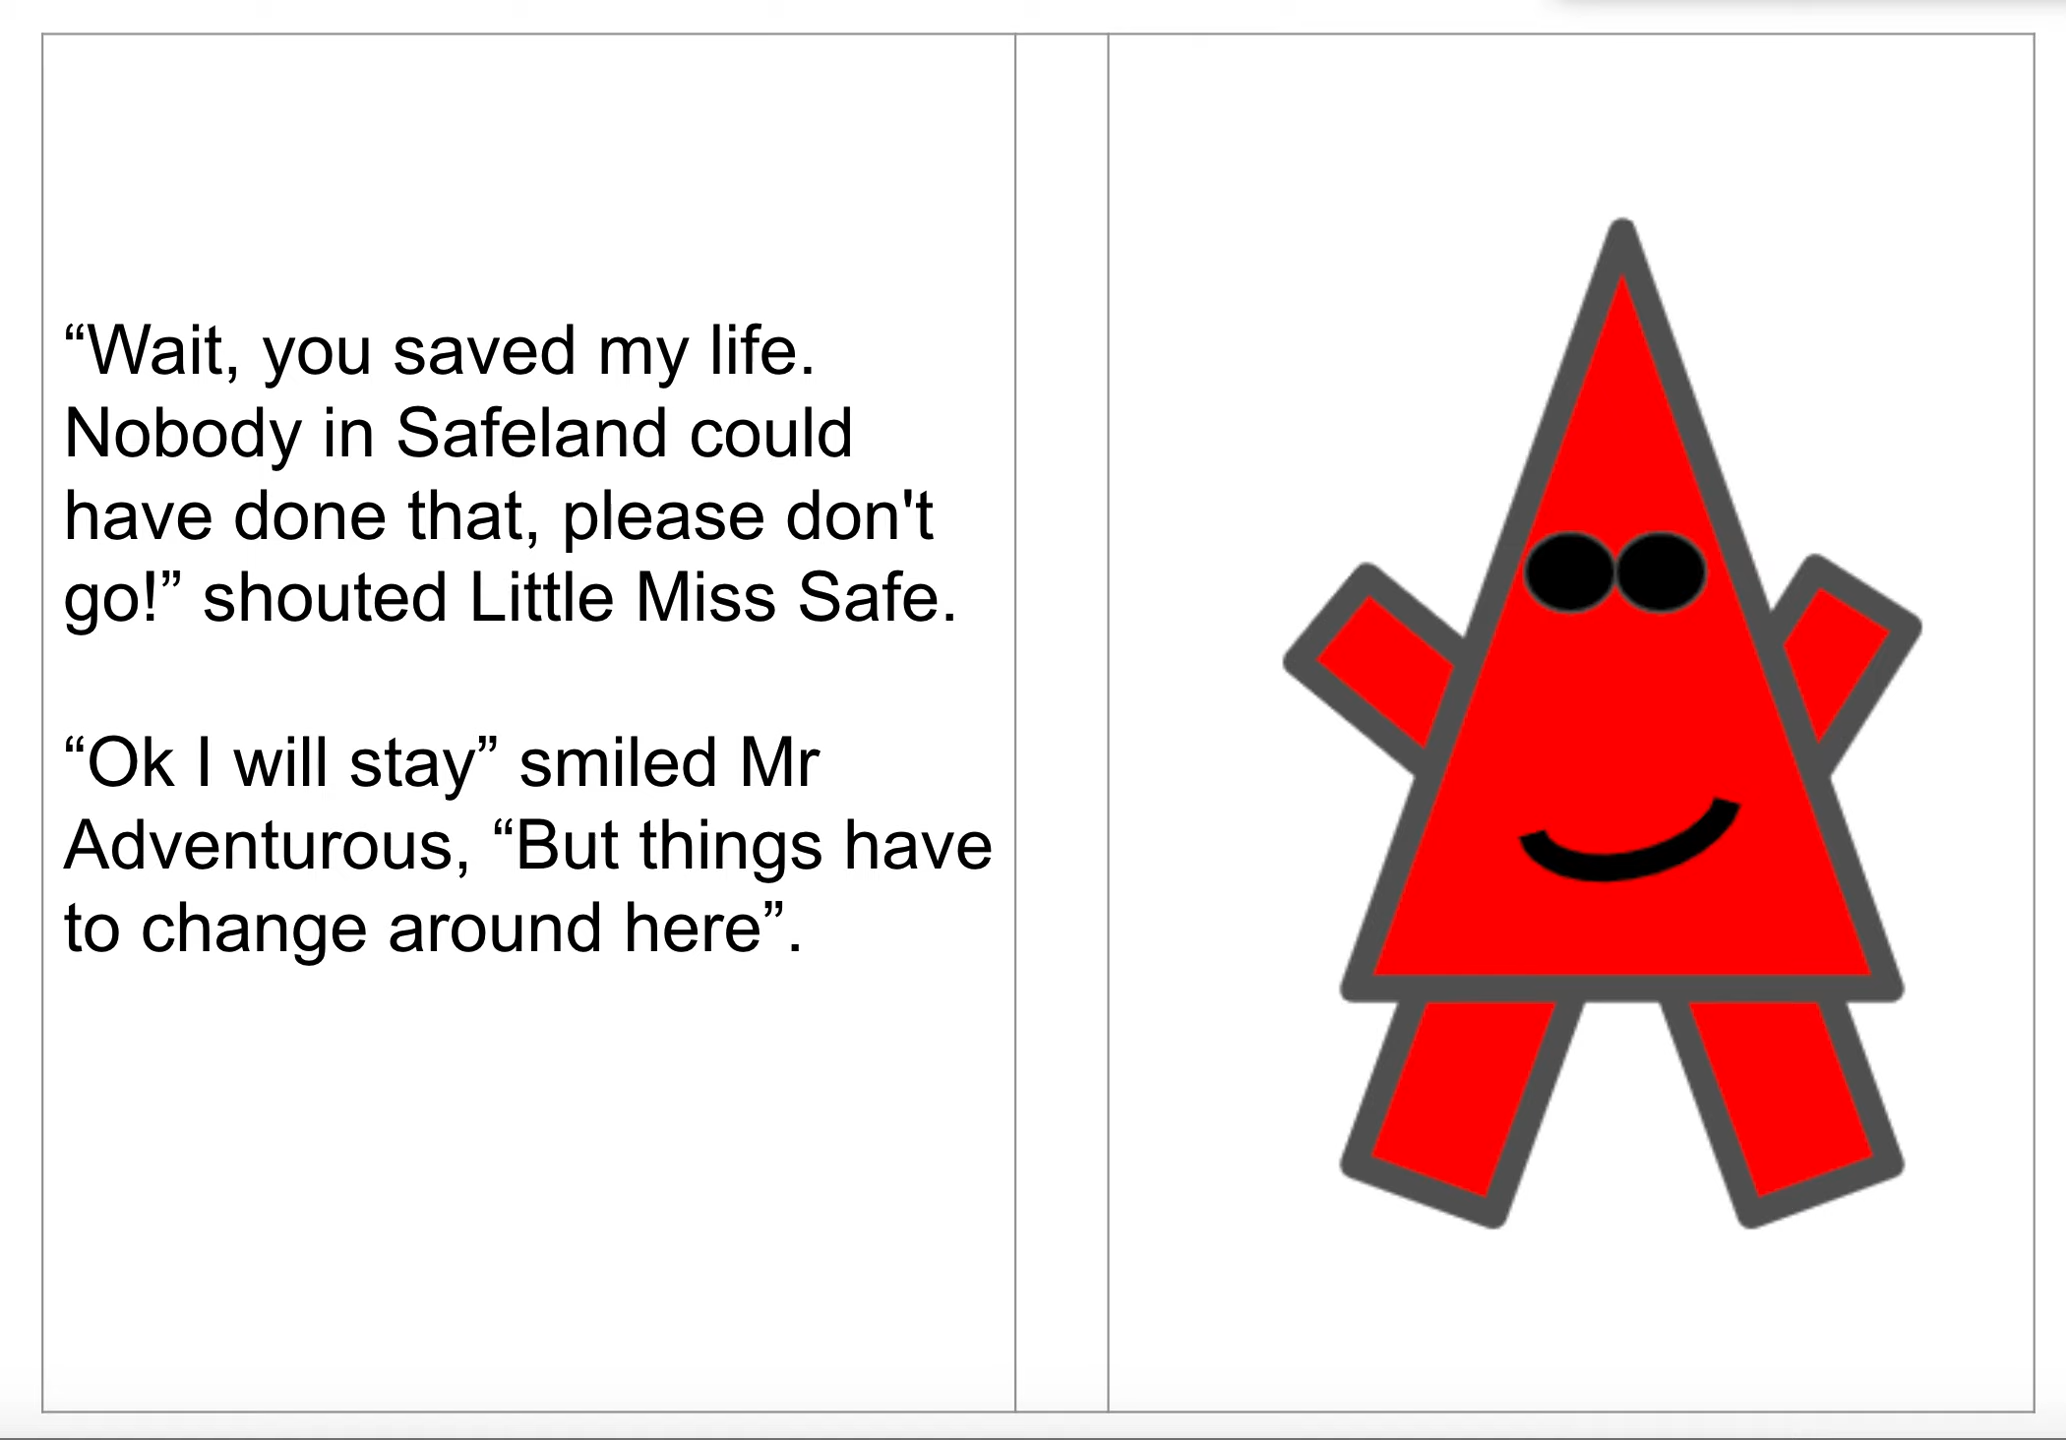 “Wait, you saved my life.
Nobody in Safeland could
have done that, please don't
go!” shouted Little Miss Safe.
“Ok I will stay” smiled Mr
Adventurous, “But things have
to change around here”.